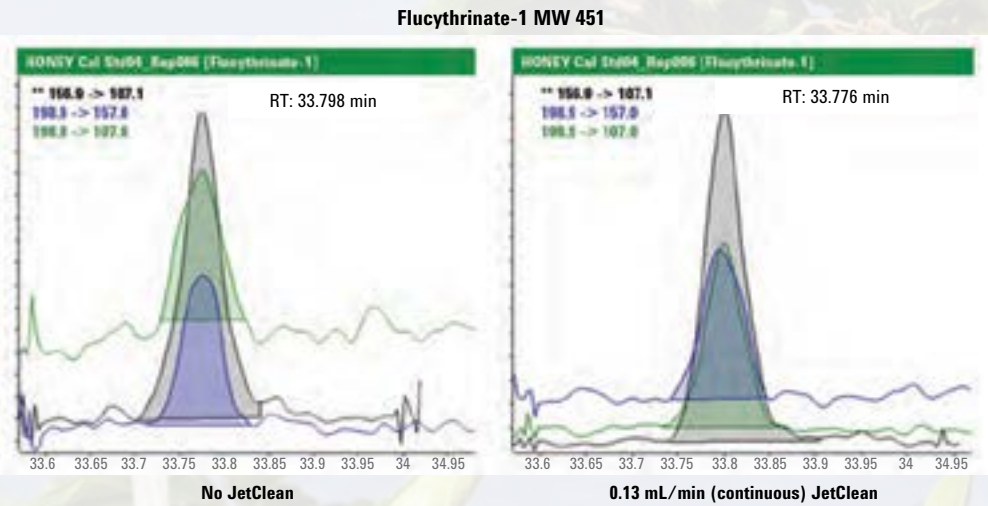 Flucythrinate-1 MW 451
HONEY Cal Std04_Rep006 [Flucythrinate-1]
RT: 33.798 min
33.6 33.65 33.7 33.75 33.8 33.85 33.9 33.95 34 34.95
No JetClean
HONEY Cal Std04_Rep006 [Flucythrinate-1]
-> 107.1
RT: 33.776 min
33.6 33.65 33.7 33.75 33.8 33.85 33.9 33.95 34 34.95
0.13 mL/min (continuous) JetClean